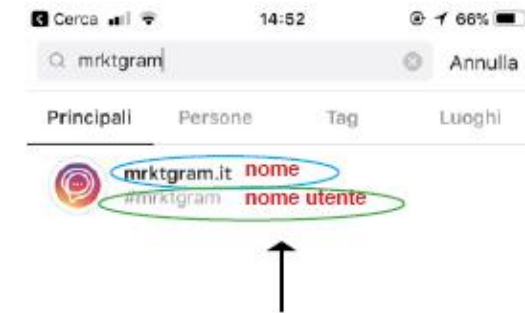 Cerca 14:52 66%
mrktgram Annulla
Principali Persone Tag Luoghi
mrktgram.it nome
#mrktgram nome utente